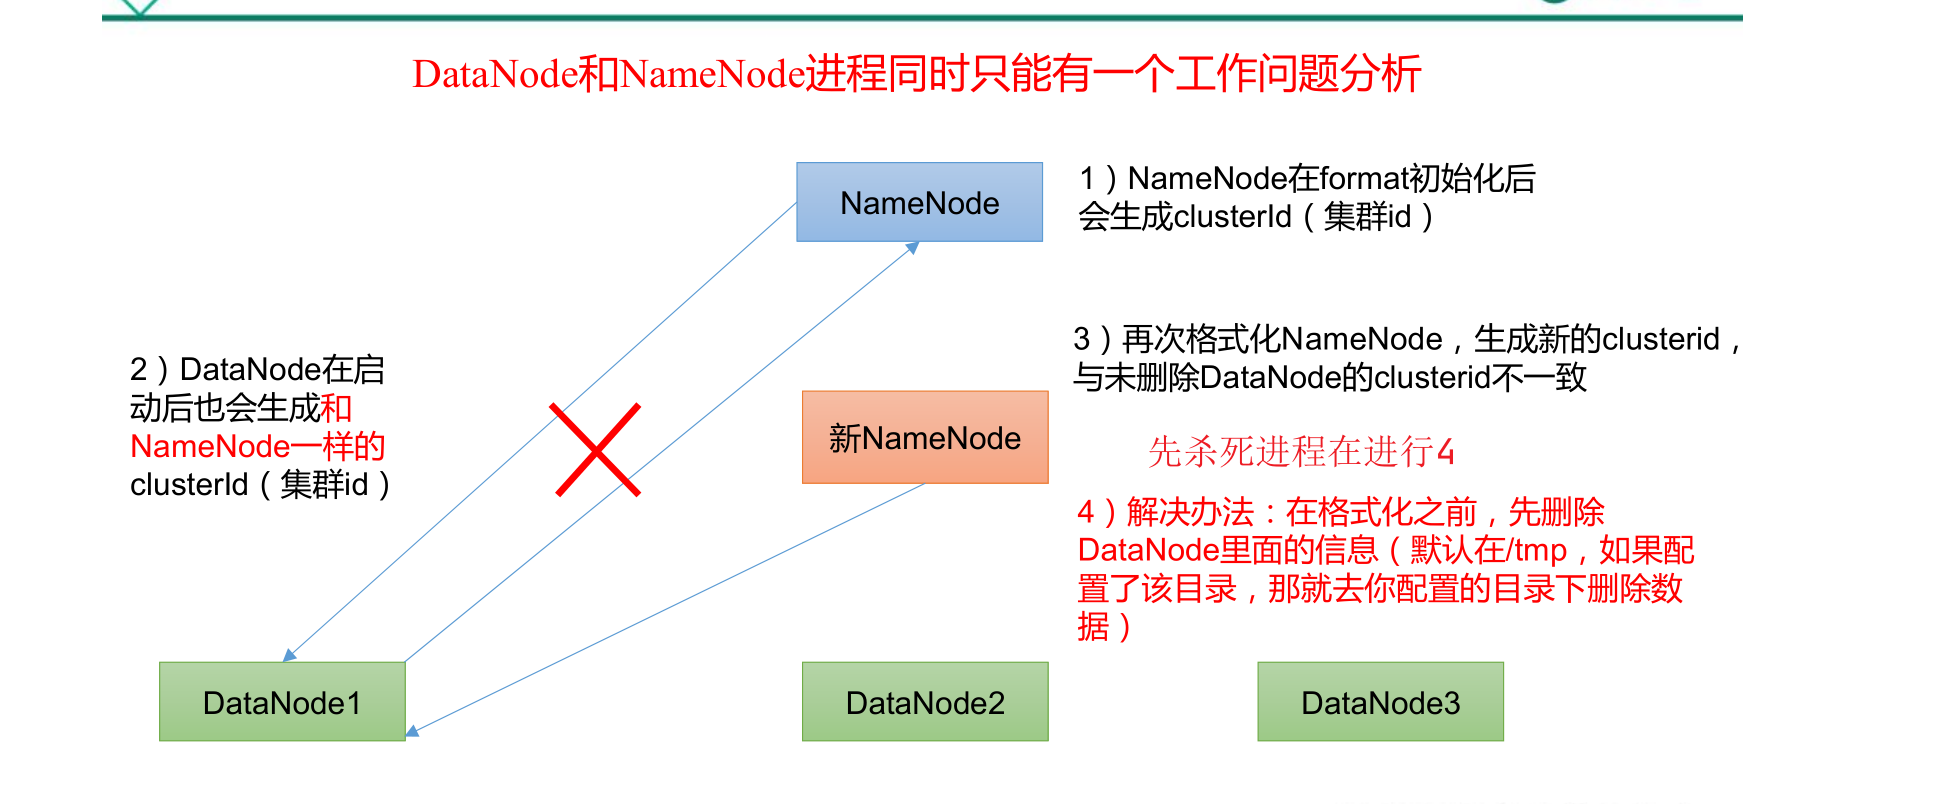 DataNode和NameNode进程同时只能有一个工作问题分析
NameNode
1）NameNode在format初始化后
会生成clusterId（集群id）
2）DataNode在启
动后也会生成和
NameNode一样的
clusterId（集群id）
3）再次格式化NameNode，生成新的clusterid，
与未删除DataNode的clusterid不一致
新NameNode
先杀死进程在进行4
4）解决办法：在格式化之前，先删除
DataNode里面的信息（默认在/tmp，如果配
置了该目录，那就去你配置的目录下删除数
据）
DataNode1
DataNode2
DataNode3